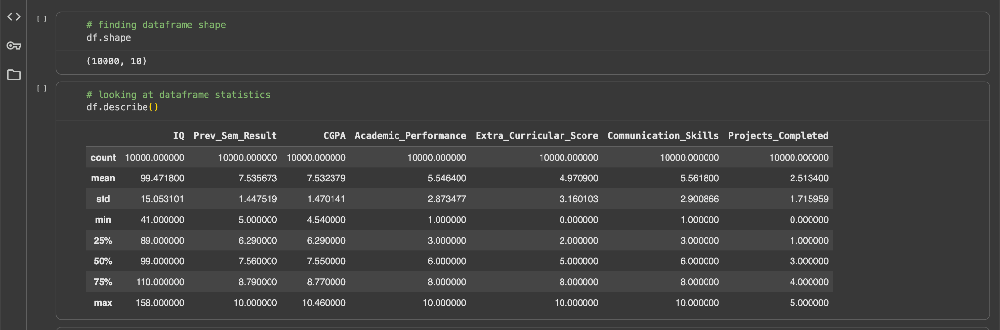 [ ]
# finding dataframe shape
df.shape
(10000, 10)
[ ]
# looking at dataframe statistics
df.describe()
IQ Prev_Sem_Result CGPA Academic_Performance Extra_Curricular_Score Communication_Skills Projects_Completed
count 10000.000000 10000.000000 10000.000000 10000.000000 10000.000000 10000.000000 10000.000000
mean 99.471800 7.535673 7.532379 5.546400 4.970900 5.561800 2.513400
std 15.053101 1.447519 1.470141 2.873477 3.160103 2.900866 1.715959
min 41.000000 5.000000 4.540000 1.000000 0.000000 1.000000 0.000000
25% 89.000000 6.290000 6.290000 3.000000 2.000000 3.000000 1.000000
50% 99.000000 7.560000 7.550000 6.000000 5.000000 6.000000 3.000000
75% 110.000000 8.790000 8.770000 8.000000 8.000000 8.000000 4.000000
max 158.000000 10.000000 10.460000 10.000000 10.000000 10.000000 5.000000